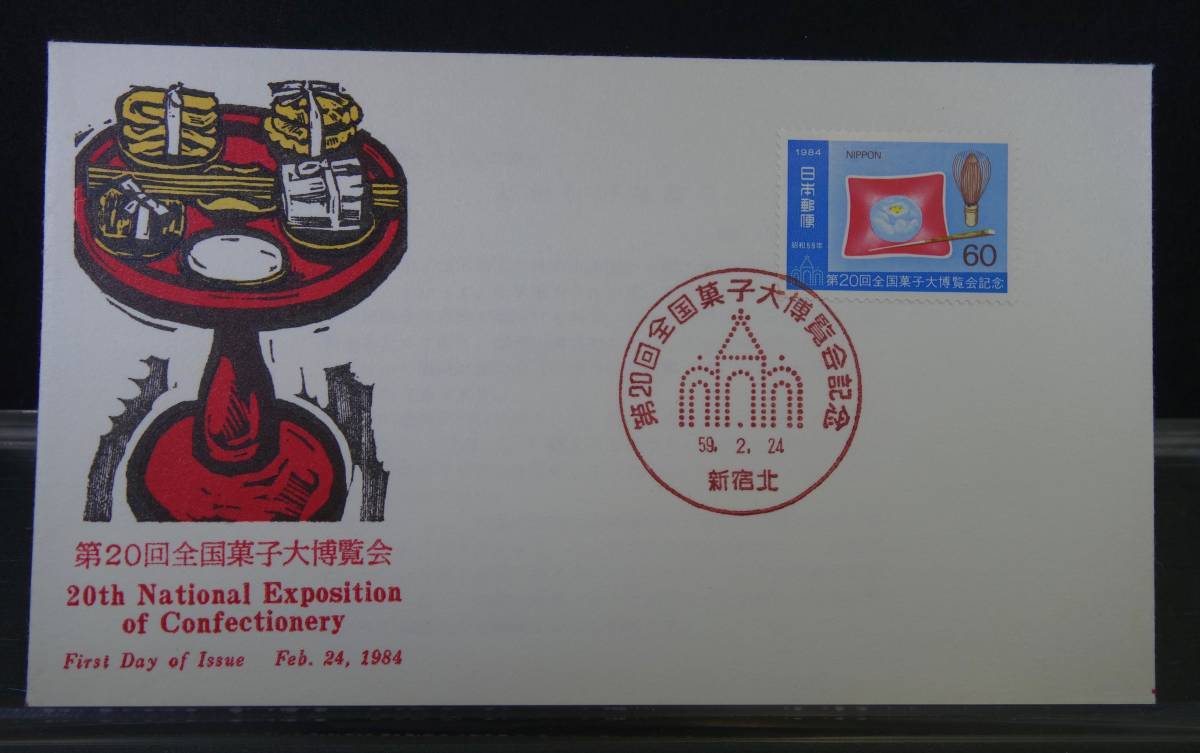 第20回全国菓子大博覧会
20th National Exposition
of Confectionery
First Day of Issue Feb. 24, 1984
1984
NIPPON
日本郵便
昭和59年
60
第20回全国菓子大博覧会記念
第20回全国菓子大博覧会記念
59. 2. 24
新宿北